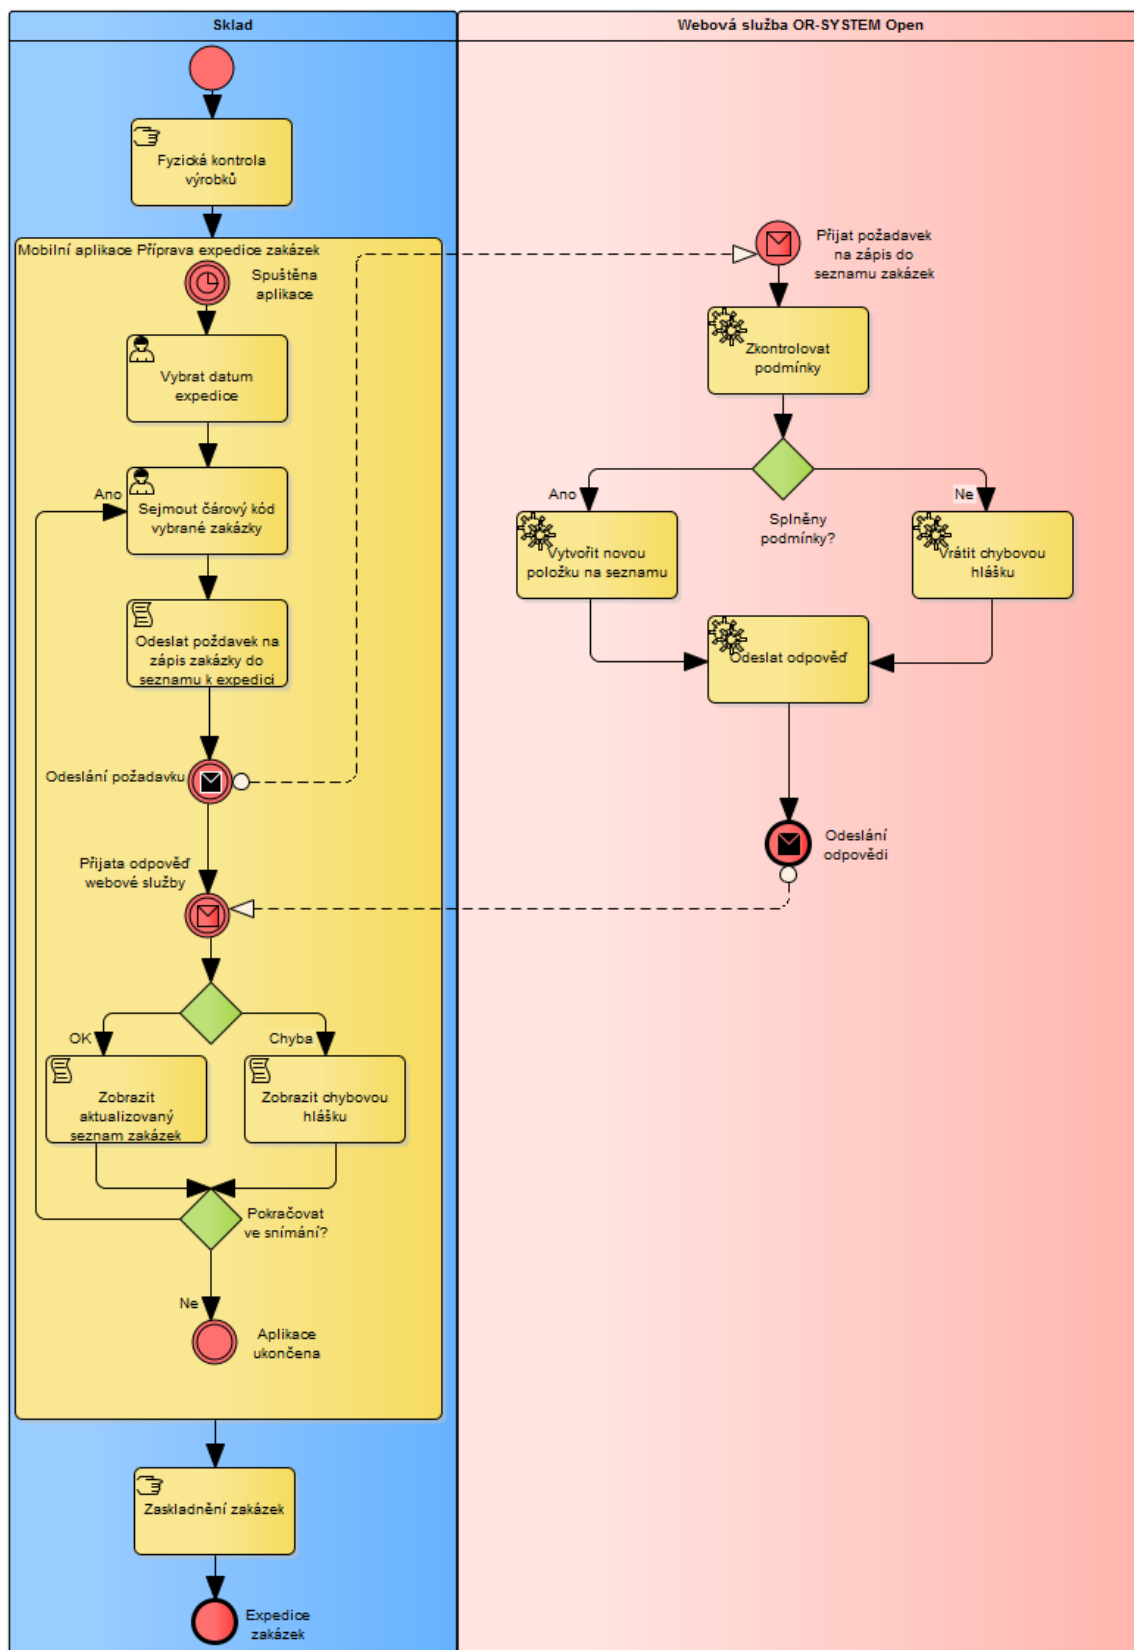 Sklad
Fyzická kontrola
výrobků
Mobilní aplikace Příprava expedice zakázek
Spuštěna
aplikace
Vybrat datum
expedice
Ano
Sejmout čárový kód
vybrané zakázky
Odeslat poždavek na
zápis zakázky do
seznamu k expedici
Odeslání požadavku
Přijata odpověď
webové služby
OK
Chyba
Zobrazit
aktualizovaný
seznam zakázek
Zobrazit chybovou
hlášku
Pokračovat
ve snímání?
Ne
Aplikace
ukončena
Zaskladnění zakázek
Expedice
zakázek
Webová služba OR-SYSTEM Open
Přijat požadavek
na zápis do
seznamu zakázek
Zkontrolovat
podmínky
Ano
Ne
Splněny
podmínky?
Vytvořit novou
položku na seznamu
Vrátit chybovou
hlášku
Odeslat odpověď
Odeslání
odpovědi